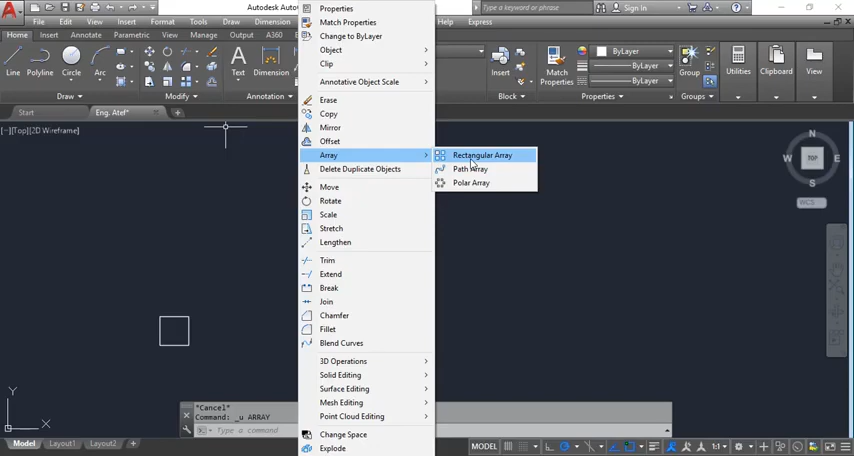 Autodesk Auto
Type a keyword or phrase
Sign In
File
Edit
View
Insert
Format
Tools
Draw
Help
Express
Home
Insert
Annotate
Parametric
View
Manage
Output
A360
Line
Polyline
Circle
Arc
Text
Dimension
Insert
Match
Properties
ByLayer
ByLayer
ByLayer
Group
Utilities
Clipboard
View
Draw
Modify
Annotation
Block
Properties
Groups
Start
Eng. Atef*
[−][Top][2D Wireframe]
Properties
Match Properties
Change to ByLayer
Object
Clip
Annotative Object Scale
Erase
Copy
Mirror
Offset
Array
Delete Duplicate Objects
Move
Rotate
Scale
Stretch
Lengthen
Trim
Extend
Break
Join
Chamfer
Fillet
Blend Curves
3D Operations
Solid Editing
Surface Editing
Mesh Editing
Point Cloud Editing
Change Space
Explode
Rectangular Array
Path Array
Polar Array
N
W
TOP
E
S
WCS
Y
X
*Cancel*
Command: _u ARRAY
Type a command
Model
Layout1
Layout2
MODEL
1:1